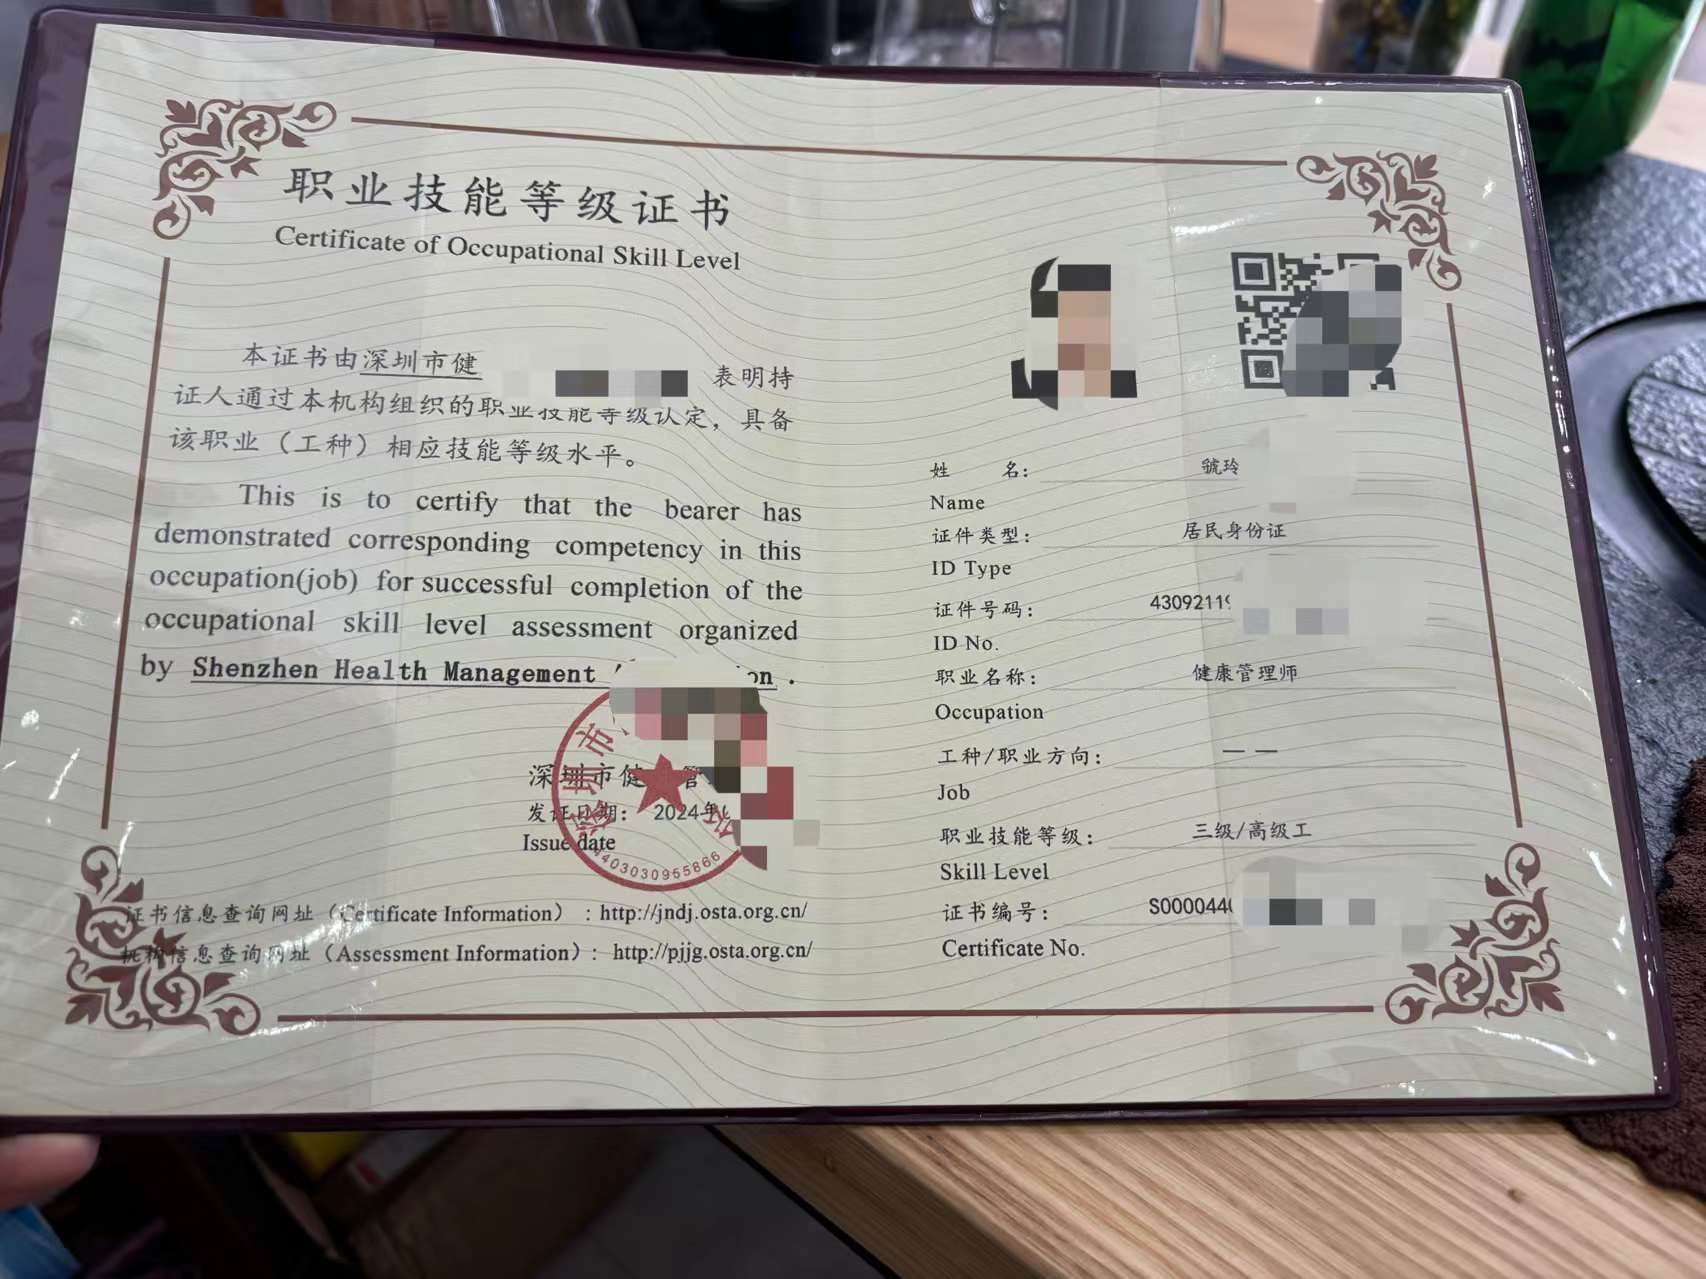 职业技能等级证书
Certificate of Occupational Skill Level
本证书由深圳市健 表明持
证人通过本机构组织的职业技能等级认定，具备
该职业（工种）相应技能等级水平。
This is to certify that the bearer has
demonstrated corresponding competency in this
occupation(job) for successful completion of the
occupational skill level assessment organized
by Shenzhen Health Management on .
深圳市健 管
发证日期： 2024年
Issue date
4403030955866
证书信息查询网址（Certificate Information）：http://jndj.osta.org.cn/
机构信息查询网址（Assessment Information）：http://pjjg.osta.org.cn/
姓 名： 虢玲
Name
证件类型： 居民身份证
ID Type
证件号码： 43092119
ID No.
职业名称： 健康管理师
Occupation
工种/职业方向： — —
Job
职业技能等级： 三级/高级工
Skill Level
证书编号： S0000440
Certificate No.